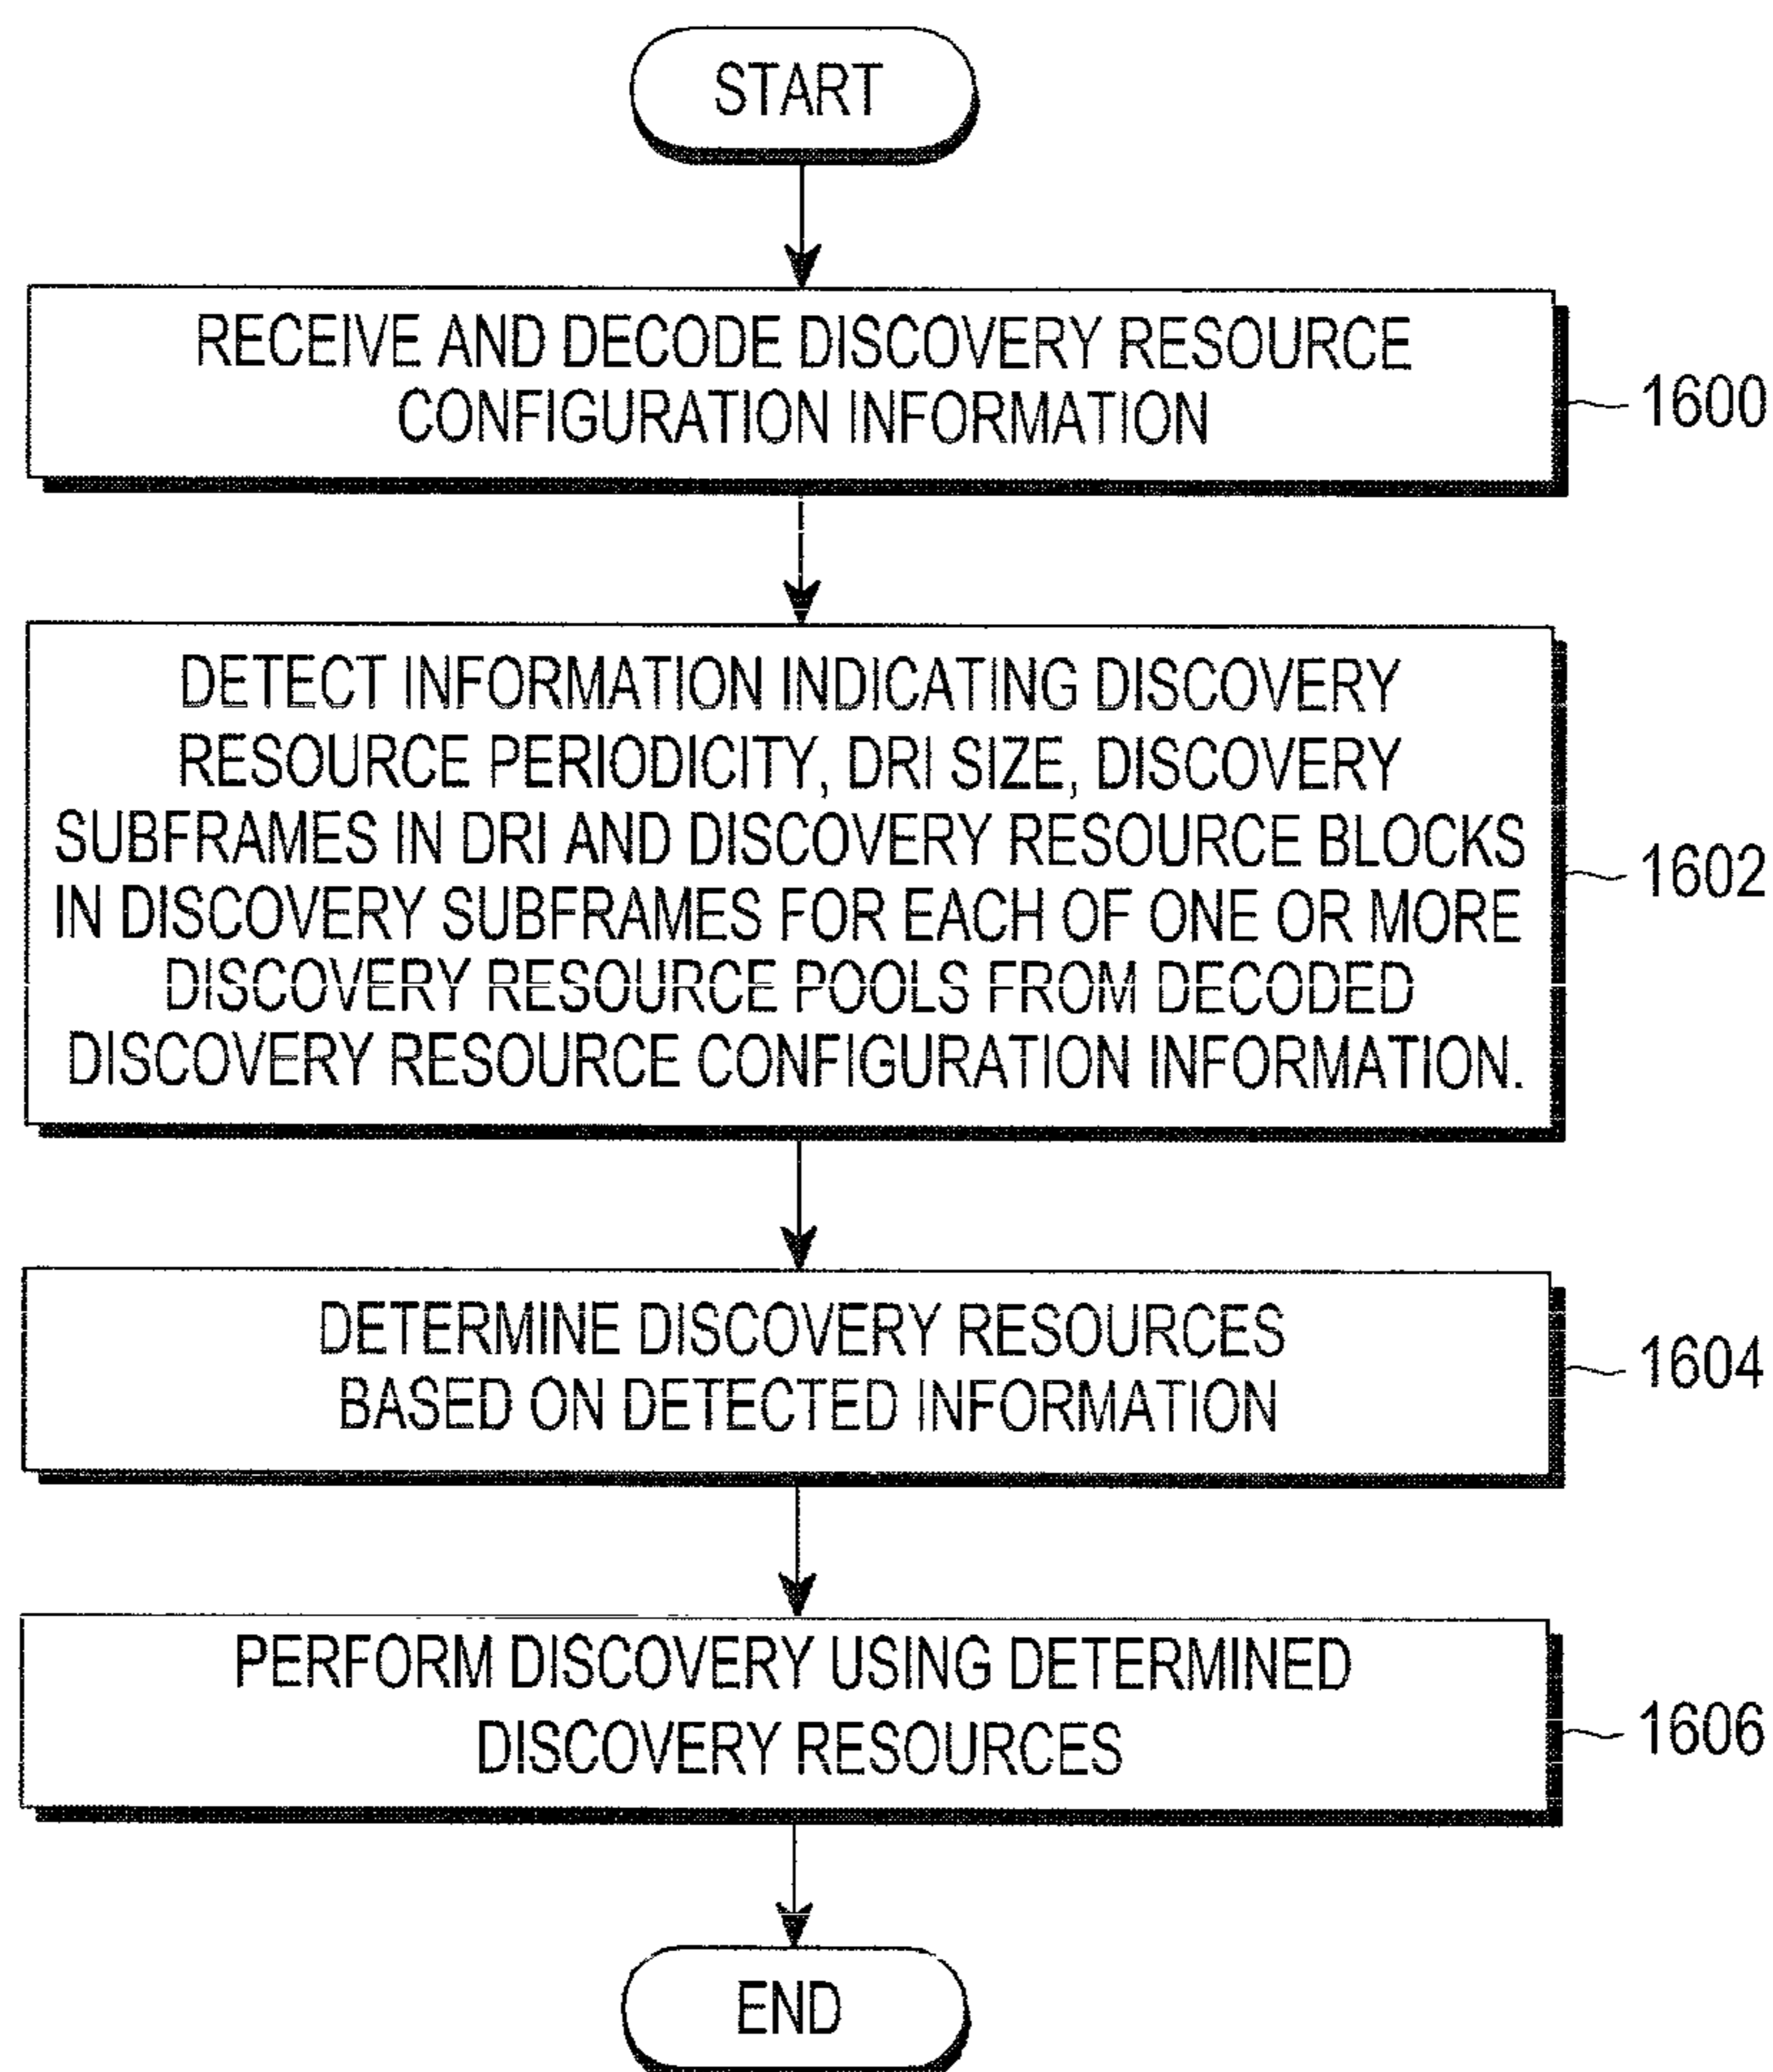 START
RECEIVE AND DECODE DISCOVERY RESOURCE
CONFIGURATION INFORMATION
1600
DETECT INFORMATION INDICATING DISCOVERY
RESOURCE PERIODICITY, DRI SIZE, DISCOVERY
SUBFRAMES IN DRI AND DISCOVERY RESOURCE BLOCKS
IN DISCOVERY SUBFRAMES FOR EACH OF ONE OR MORE
DISCOVERY RESOURCE POOLS FROM DECODED
DISCOVERY RESOURCE CONFIGURATION INFORMATION.
1602
DETERMINE DISCOVERY RESOURCES
BASED ON DETECTED INFORMATION
1604
PERFORM DISCOVERY USING DETERMINED
DISCOVERY RESOURCES
1606
END